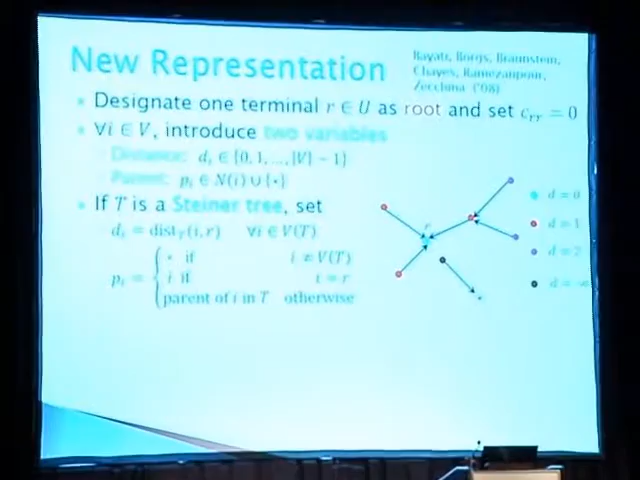 New Representation
Bayati, Borgs, Braunstein,
Chayes, Ramezanpour,
Zecchina ('08)
Designate one terminal r ∈ U as root and set c_rr = 0
∀i ∈ V, introduce two variables
Distance: d_i ∈ {0, 1, ..., |V| − 1}
Parent: p_i ∈ N(i) ∪ {*}
If T is a Steiner tree, set
d_i = dist_T(i, r) ∀i ∈ V(T)
* if i ∉ V(T)
p_i = i if i = r
parent of i in T otherwise
r
d = 0
d = 1
d = 2
d = ∞